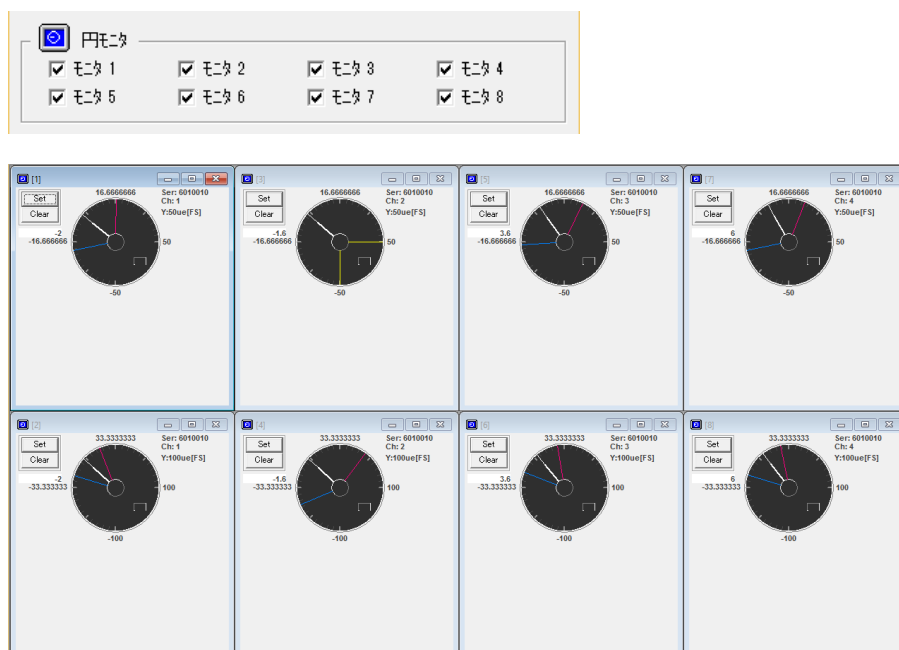 円モニタ
モニタ 1 モニタ 2 モニタ 3 モニタ 4
モニタ 5 モニタ 6 モニタ 7 モニタ 8
[1]
Set
Clear
16.6666666
Ser: 6010010
Ch: 1
Y:50ue[FS]
-2
-16.666666
50
-50
[3]
Set
Clear
16.6666666
Ser: 6010010
Ch: 2
Y:50ue[FS]
-1.6
-16.666666
50
-50
[5]
Set
Clear
16.6666666
Ser: 6010010
Ch: 3
Y:50ue[FS]
3.6
-16.666666
50
-50
[7]
Set
Clear
16.6666666
Ser: 6010010
Ch: 4
Y:50ue[FS]
6
-16.666666
50
-50
[2]
Set
Clear
33.3333333
Ser: 6010010
Ch: 1
Y:100ue[FS]
-2
-33.333333
100
-100
[4]
Set
Clear
33.3333333
Ser: 6010010
Ch: 2
Y:100ue[FS]
-1.6
-33.333333
100
-100
[6]
Set
Clear
33.3333333
Ser: 6010010
Ch: 3
Y:100ue[FS]
3.6
-33.333333
100
-100
[8]
Set
Clear
33.3333333
Ser: 6010010
Ch: 4
Y:100ue[FS]
6
-33.333333
100
-100